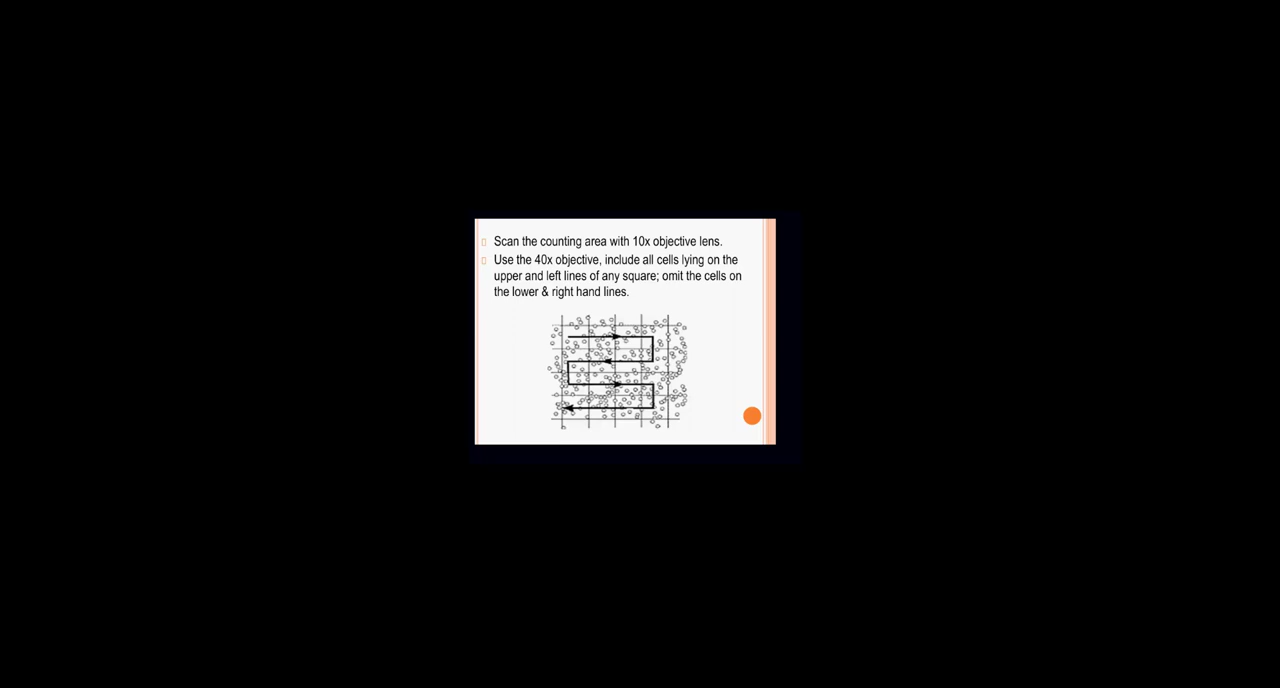 Scan the counting area with 10x objective lens.
Use the 40x objective, include all cells lying on the
upper and left lines of any square; omit the cells on
the lower & right hand lines.